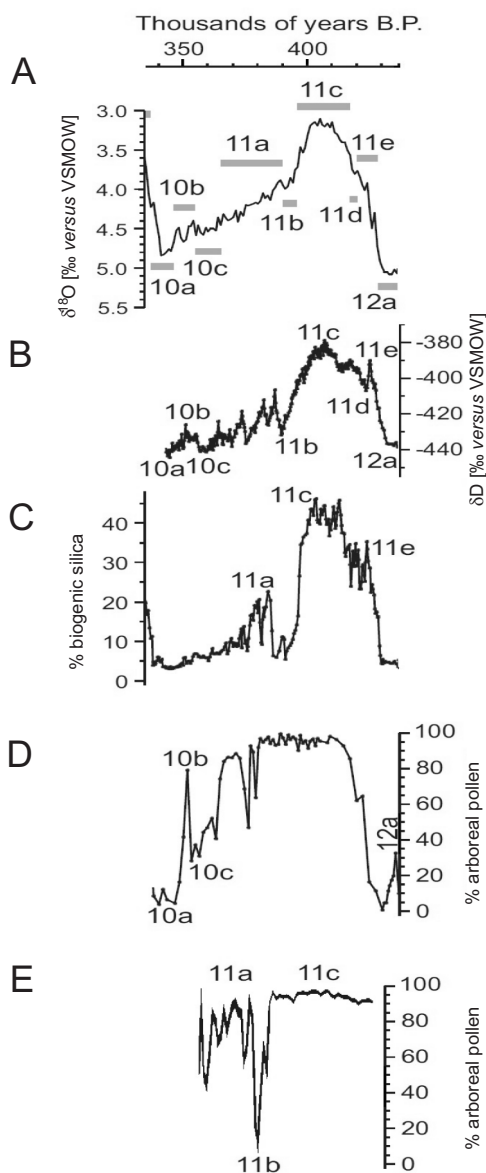 Thousands of years B.P.
350 400
A
11c
3.0
11a
11e
3.5
10b
4.0
4.5
11b
11d
5.0
10c
10a
12a
5.5
δ¹⁸O [‰ versus VSMOW]
B
11c
-380
11e
-400
10b
11d
-420
11b
10a 10c
12a
-440
δD [‰ versus VSMOW]
C
11c
40
11e
30
11a
20
10
0
% biogenic silica
D
100
10b
80
60
12a
40
10c
20
10a
0
% arboreal pollen
E
11a 11c
100
80
60
40
20
0
11b
% arboreal pollen